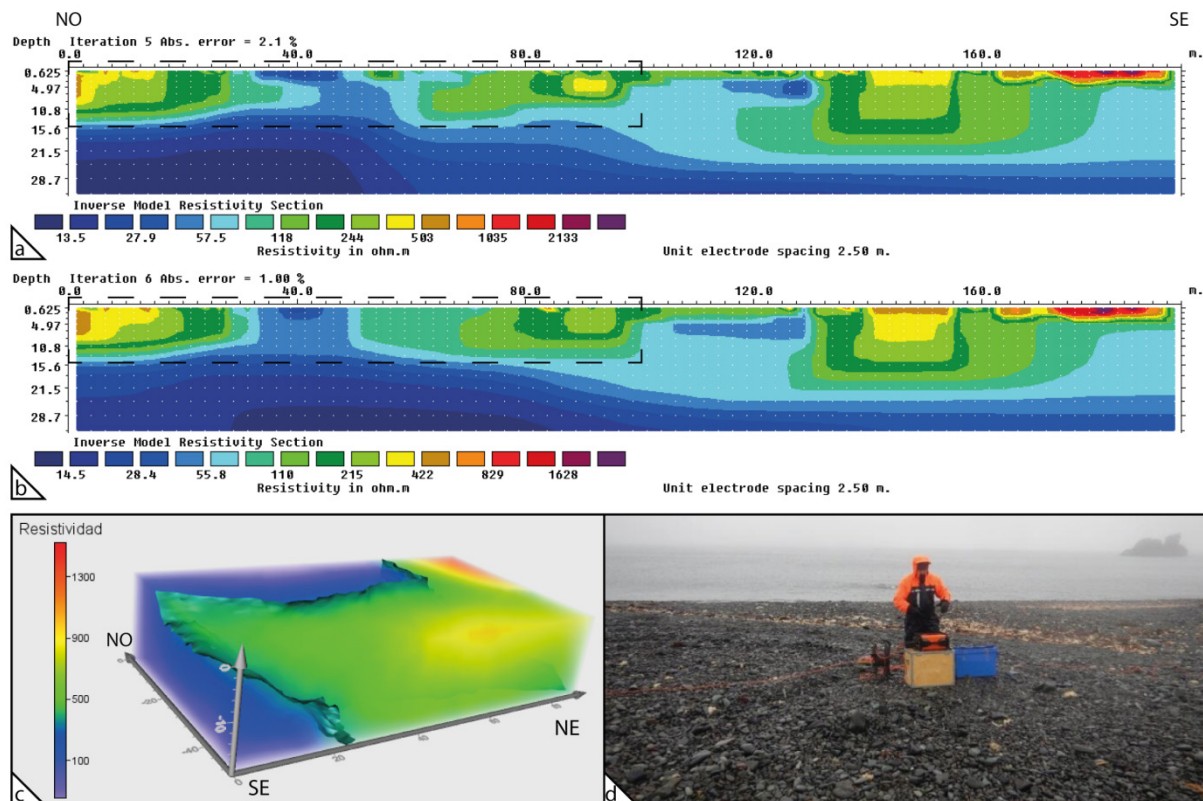 NO SE
Depth Iteration 5 Abs. error = 2.1 %
0.0 40.0 80.0 120.0 160.0 m.
0.625
4.97
10.8
15.6
21.5
28.7
Inverse Model Resistivity Section
13.5 27.9 57.5 118 244 503 1035 2133
a Resistivity in ohm.m Unit electrode spacing 2.50 m.
Depth Iteration 6 Abs. error = 1.00 %
0.0 40.0 80.0 120.0 160.0 m.
0.625
4.97
10.8
15.6
21.5
28.7
Inverse Model Resistivity Section
14.5 28.4 55.8 110 215 422 829 1628
b Resistivity in ohm.m Unit electrode spacing 2.50 m.
Resistividad
1300
900
500
100
NO
NE
SE
0
20
40
60
c
d